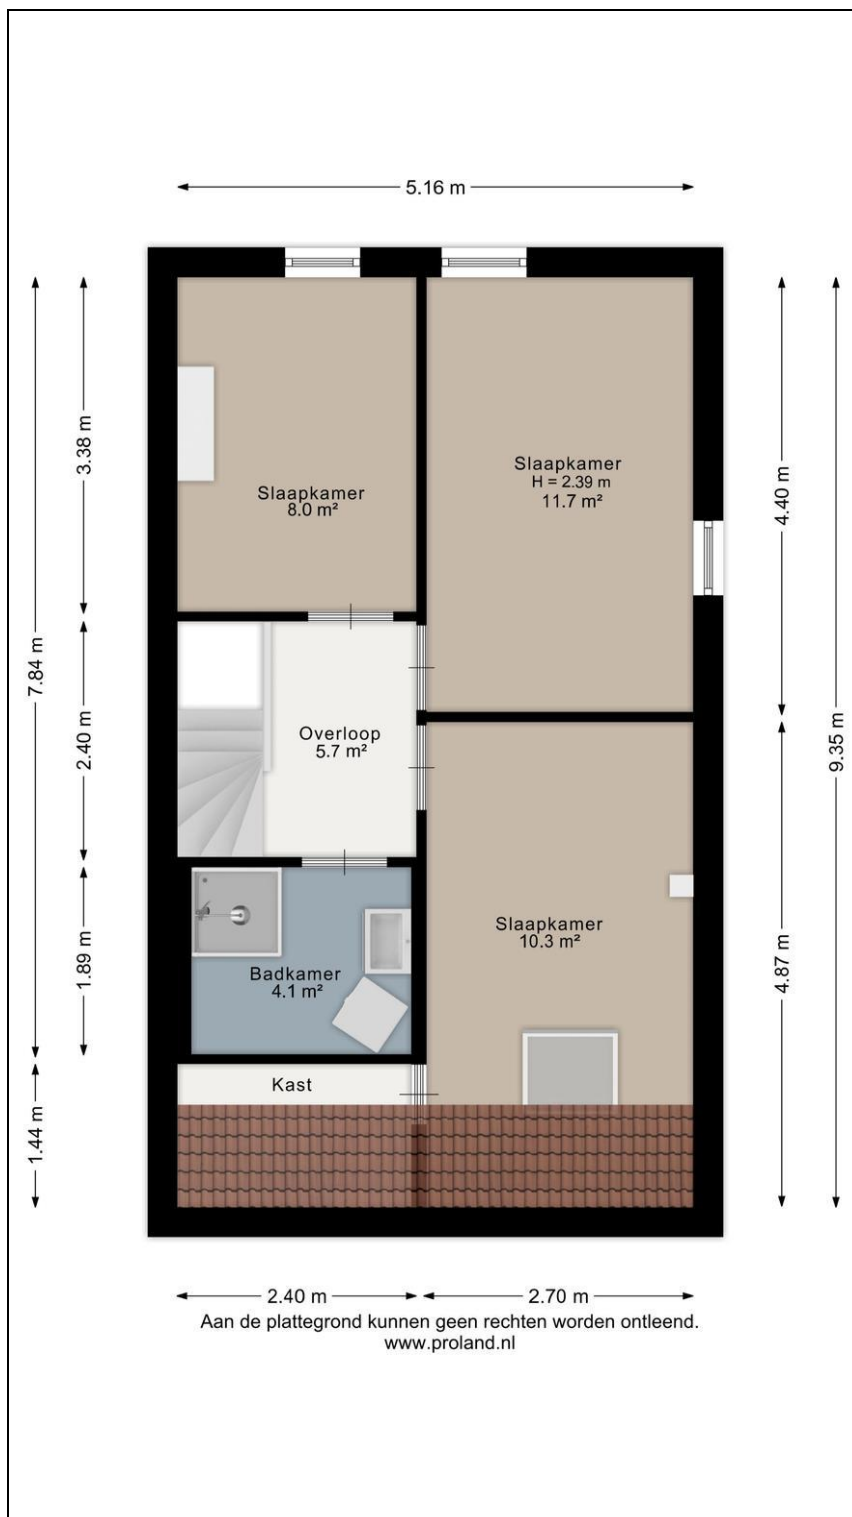 5.16 m
3.38 m
4.40 m
Slaapkamer
H = 2.39 m
11.7 m²
Slaapkamer
8.0 m²
7.84 m
2.40 m
9.35 m
Overloop
5.7 m²
1.89 m
4.87 m
Slaapkamer
10.3 m²
Badkamer
4.1 m²
Kast
1.44 m
2.40 m
2.70 m
Aan de plattegrond kunnen geen rechten worden ontleend.
www.proland.nl